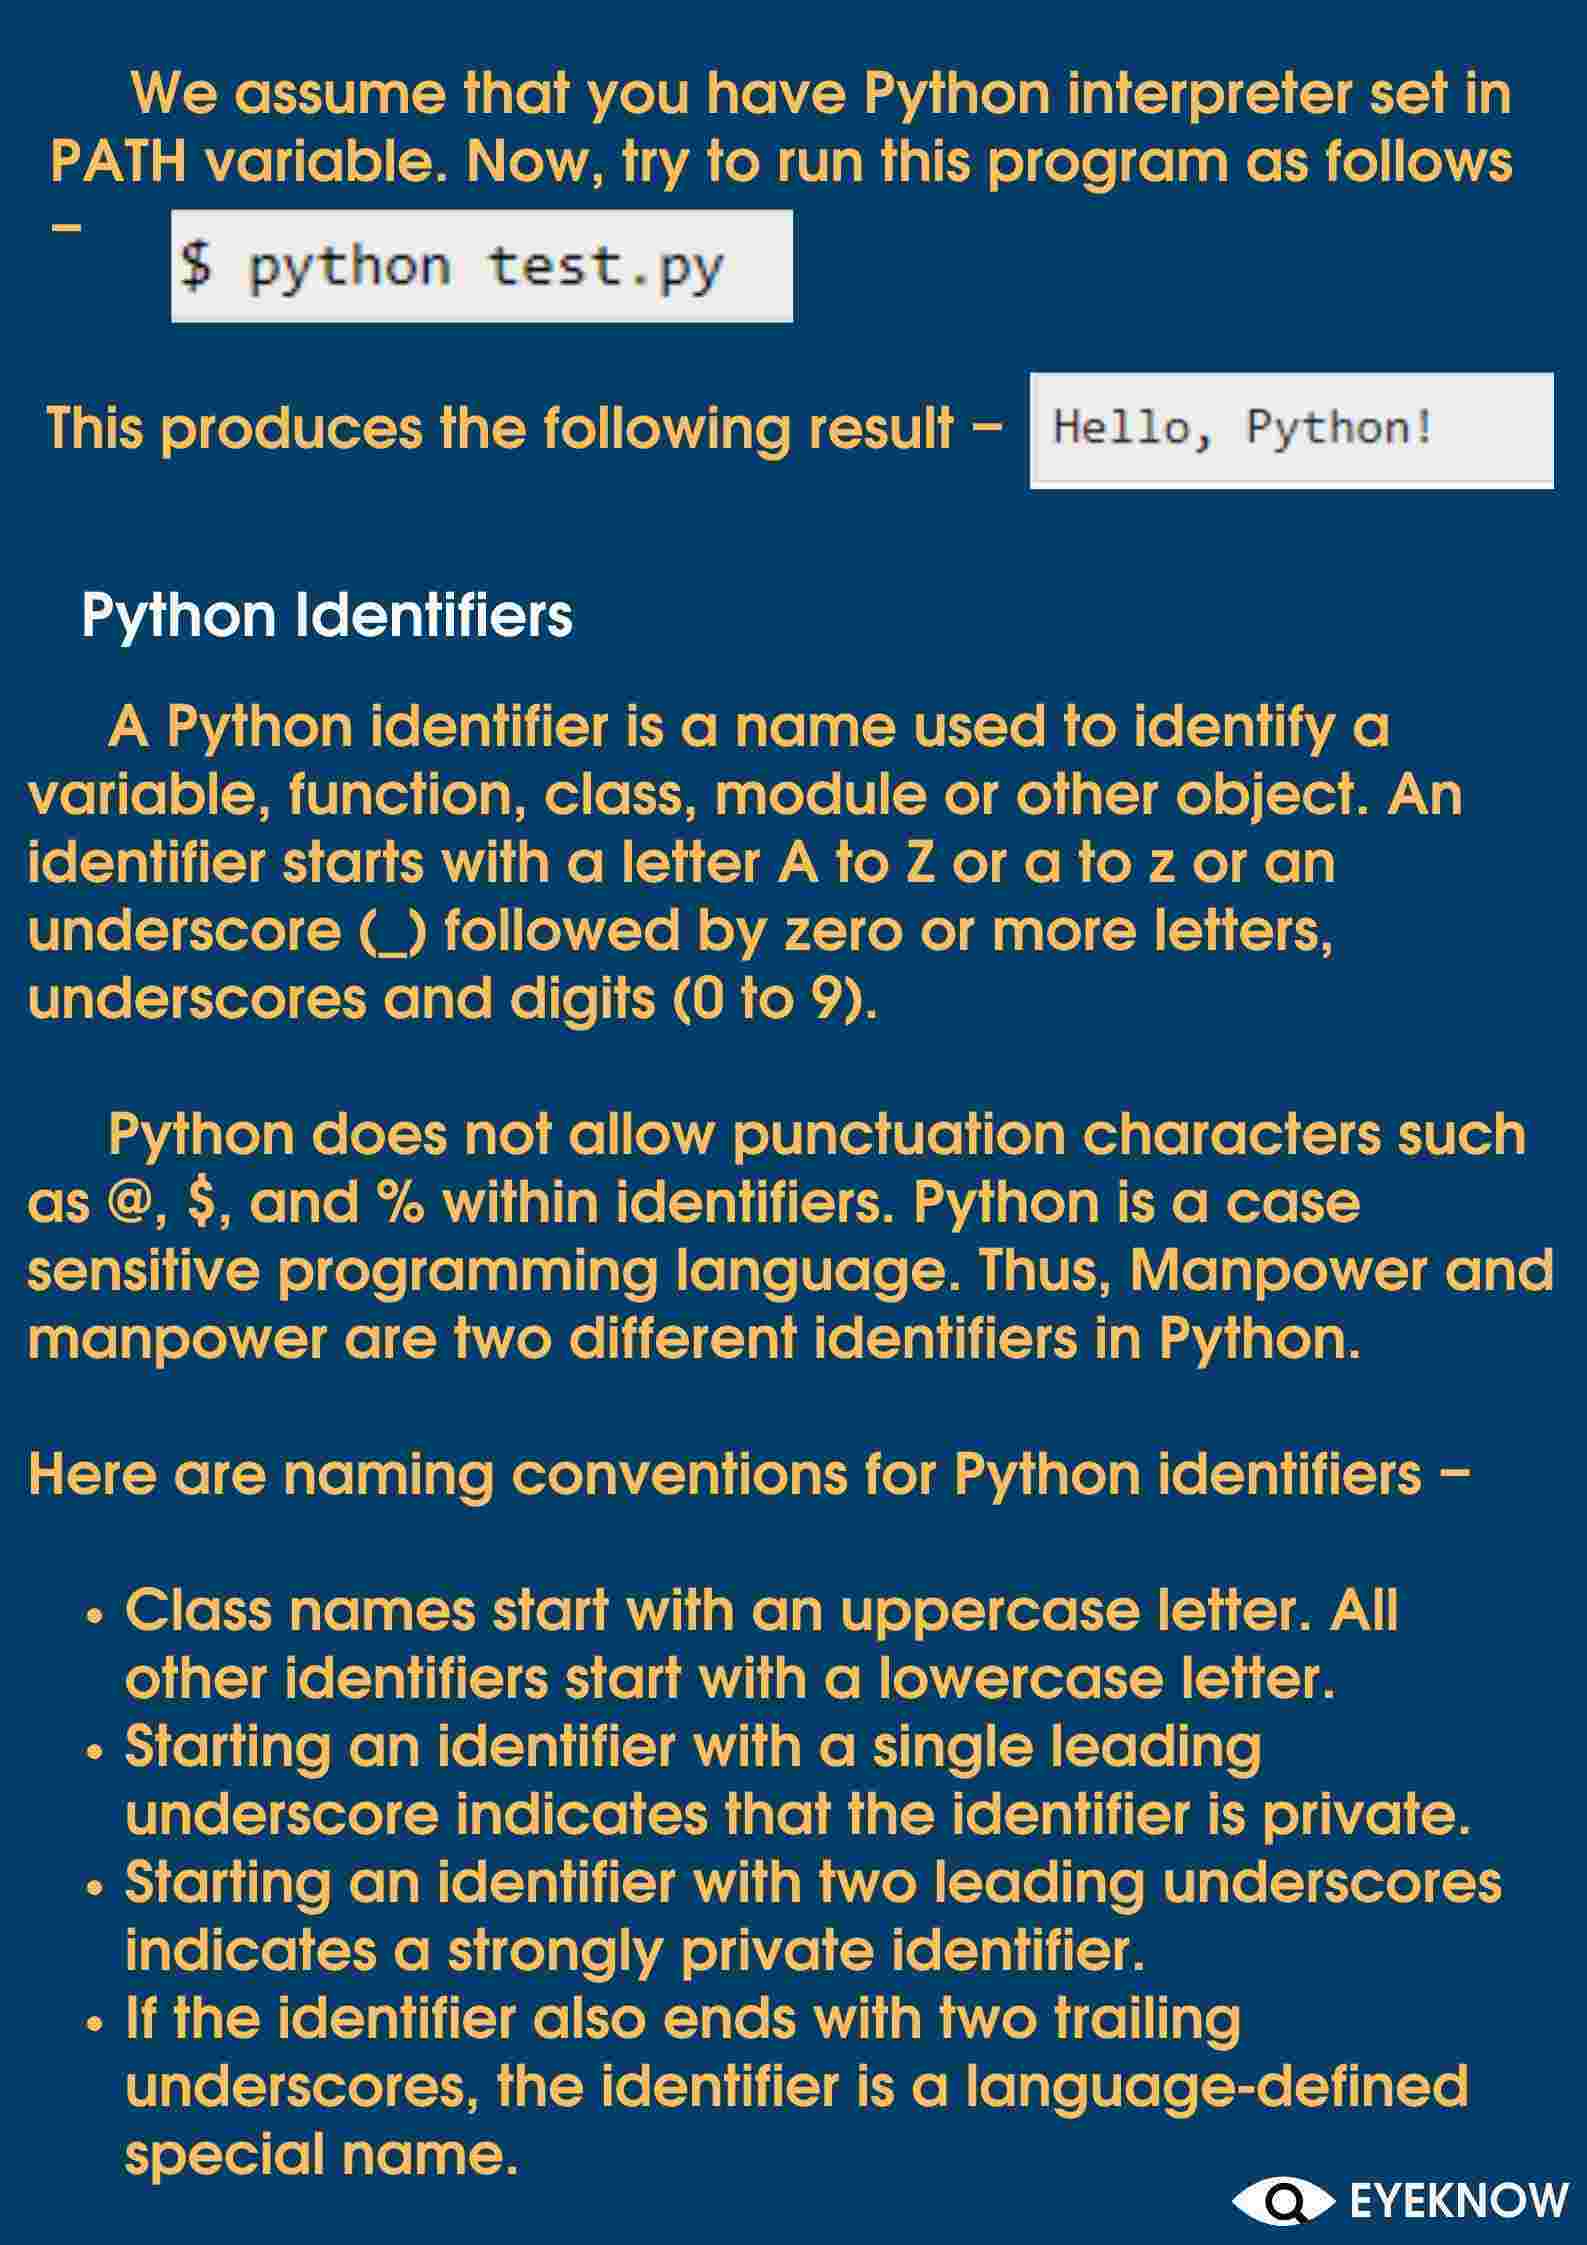 We assume that you have Python interpreter set in
PATH variable. Now, try to run this program as follows
–
$ python test.py
This produces the following result –
Hello, Python!
Python Identifiers
A Python identifier is a name used to identify a
variable, function, class, module or other object. An
identifier starts with a letter A to Z or a to z or an
underscore (_) followed by zero or more letters,
underscores and digits (0 to 9).
Python does not allow punctuation characters such
as @, $, and % within identifiers. Python is a case
sensitive programming language. Thus, Manpower and
manpower are two different identifiers in Python.
Here are naming conventions for Python identifiers –
• Class names start with an uppercase letter. All
other identifiers start with a lowercase letter.
• Starting an identifier with a single leading
underscore indicates that the identifier is private.
• Starting an identifier with two leading underscores
indicates a strongly private identifier.
• If the identifier also ends with two trailing
underscores, the identifier is a language-defined
special name.
EYEKNOW